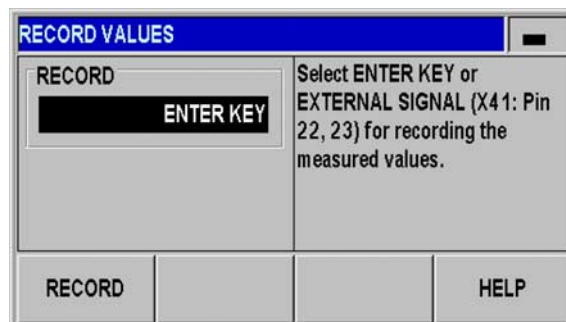 RECORD VALUES
RECORD
ENTER KEY
Select ENTER KEY or
EXTERNAL SIGNAL (X41: Pin
22, 23) for recording the
measured values.
RECORD
HELP